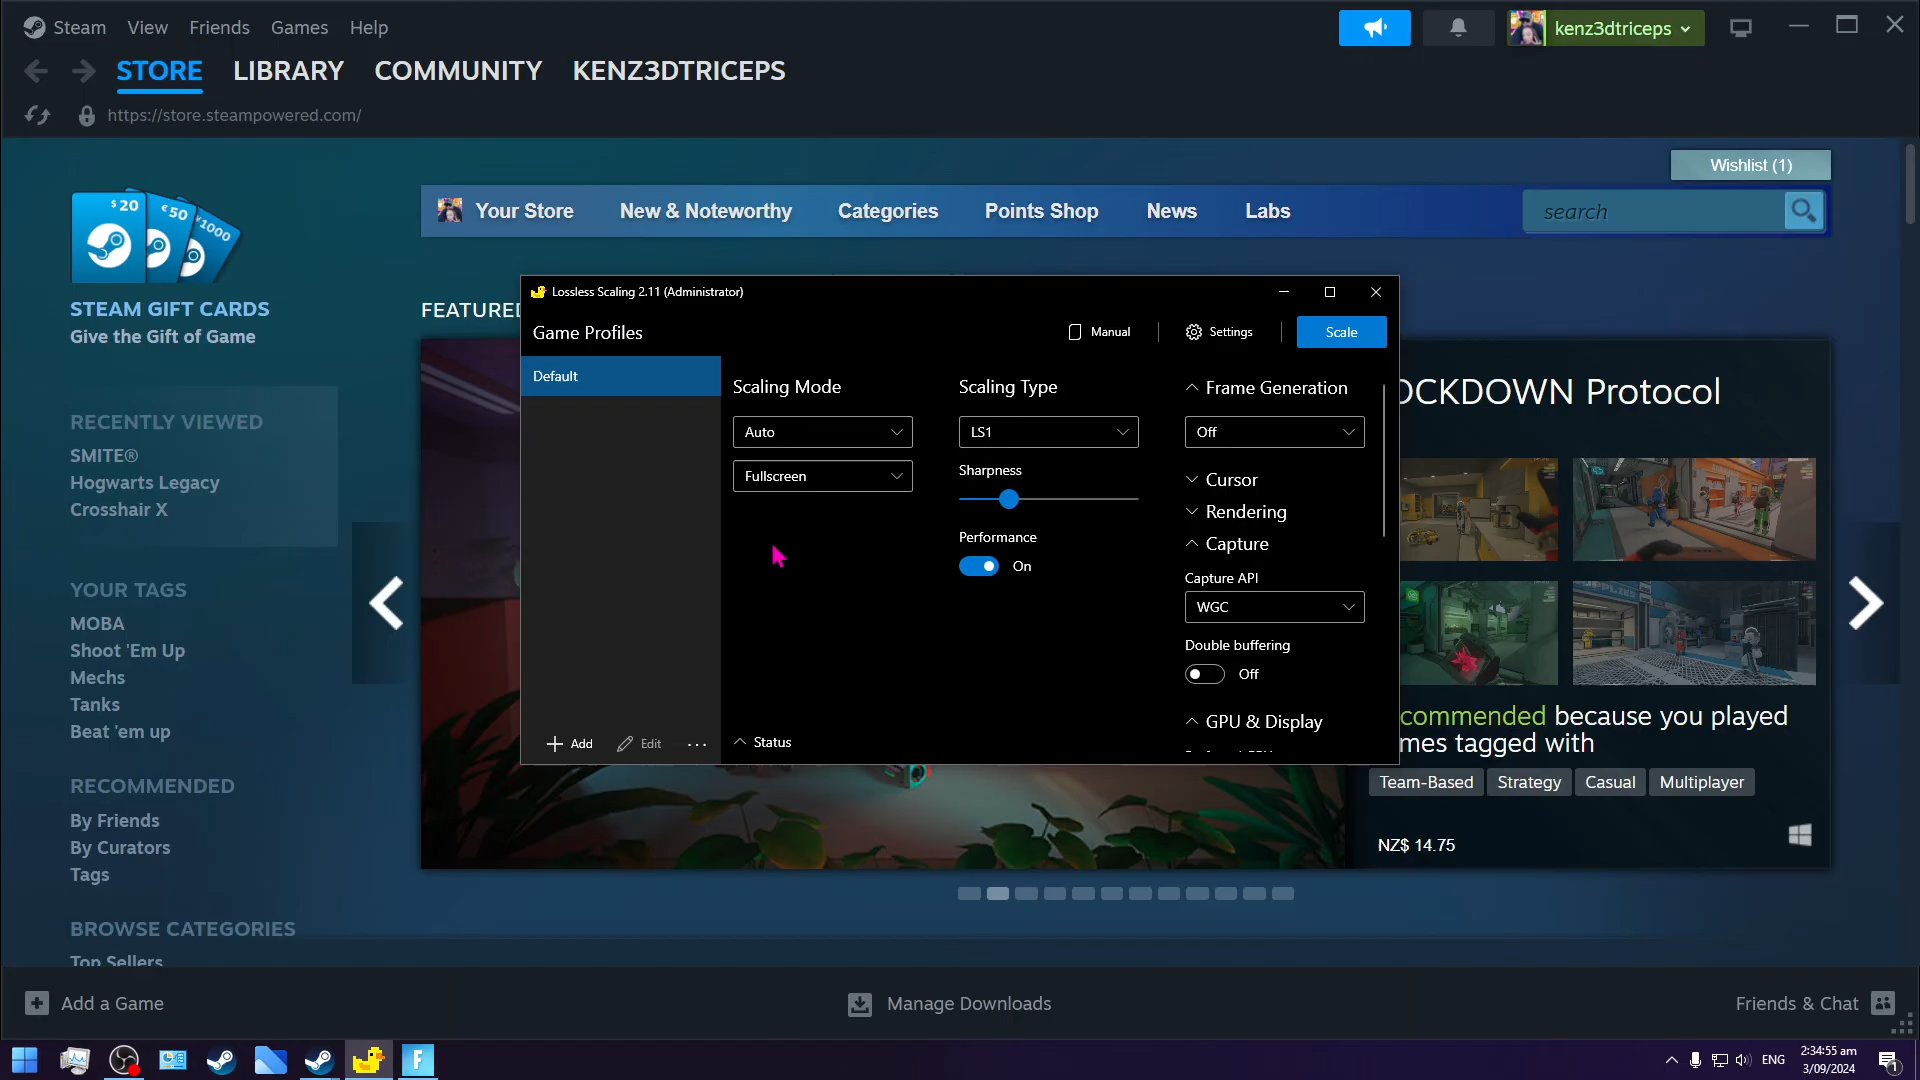 Steam View Friends Games Help
kenz3dtriceps
STORE LIBRARY COMMUNITY KENZ3DTRICEPS
https://store.steampowered.com/
Wishlist (1)
$20 €50 ¥1000
Your Store New & Noteworthy Categories Points Shop News Labs
search
STEAM GIFT CARDS
Give the Gift of Game
FEATURED
RECENTLY VIEWED
SMITE®
Hogwarts Legacy
Crosshair X
YOUR TAGS
MOBA
Shoot 'Em Up
Mechs
Tanks
Beat 'em up
RECOMMENDED
By Friends
By Curators
Tags
BROWSE CATEGORIES
Top Sellers
Lossless Scaling 2.11 (Administrator)
Game Profiles
Manual Settings Scale
Default
Add Edit ...
Scaling Mode
Auto
Fullscreen
Status
Scaling Type
LS1
Sharpness
Performance
On
Frame Generation
Off
Cursor
Rendering
Capture
Capture API
WGC
Double buffering
Off
GPU & Display
OCKDOWN Protocol
commended because you played
mes tagged with
Team-Based Strategy Casual Multiplayer
NZ$ 14.75
Add a Game
Manage Downloads
Friends & Chat
F
ENG
2:34:55 am
3/09/2024
1